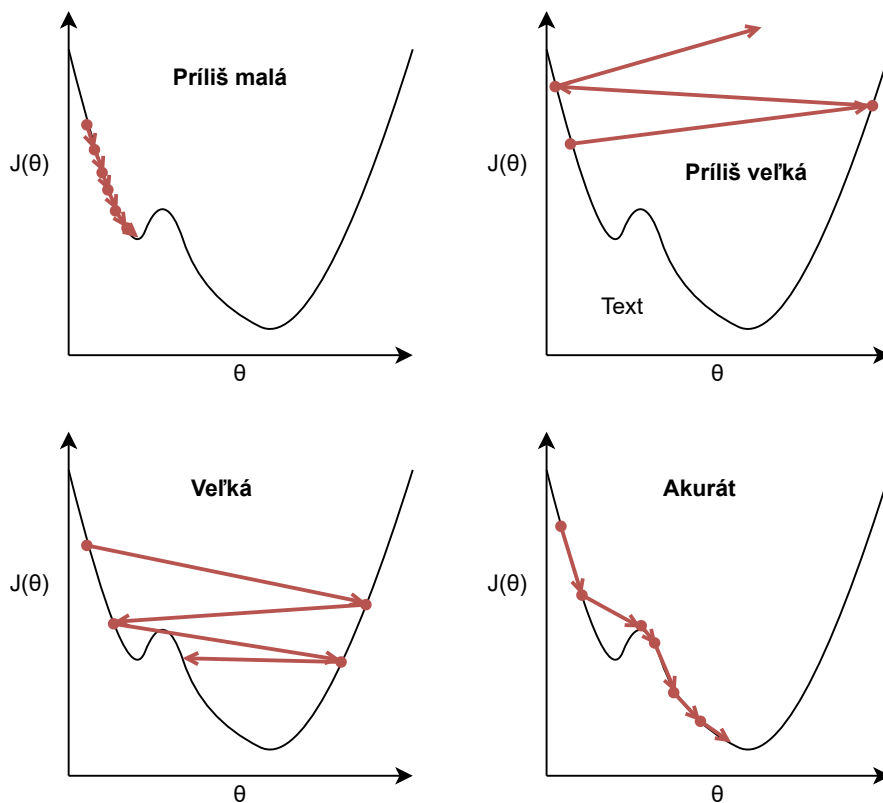 Príliš malá
J(θ)
θ
J(θ)
Príliš veľká
Text
θ
Veľká
J(θ)
θ
Akurát
J(θ)
θ